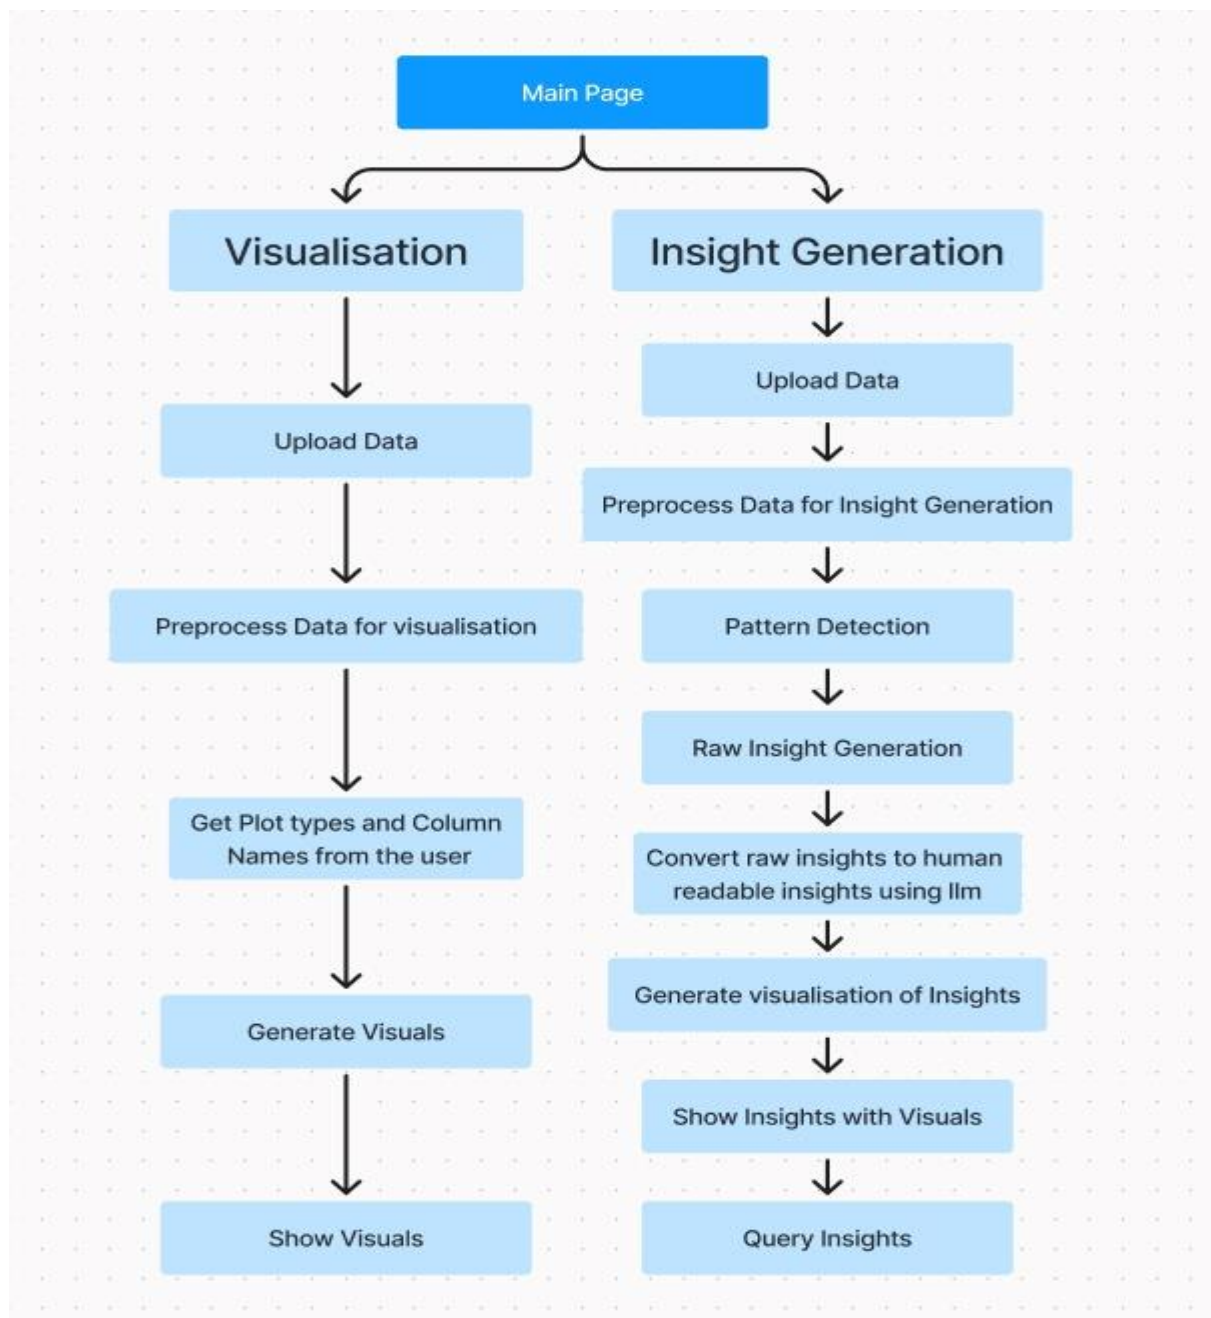 Main Page
Visualisation
Upload Data
Preprocess Data for visualisation
Get Plot types and Column
Names from the user
Generate Visuals
Show Visuals
Insight Generation
Upload Data
Preprocess Data for Insight Generation
Pattern Detection
Raw Insight Generation
Convert raw insights to human
readable insights using llm
Generate visualisation of Insights
Show Insights with Visuals
Query Insights